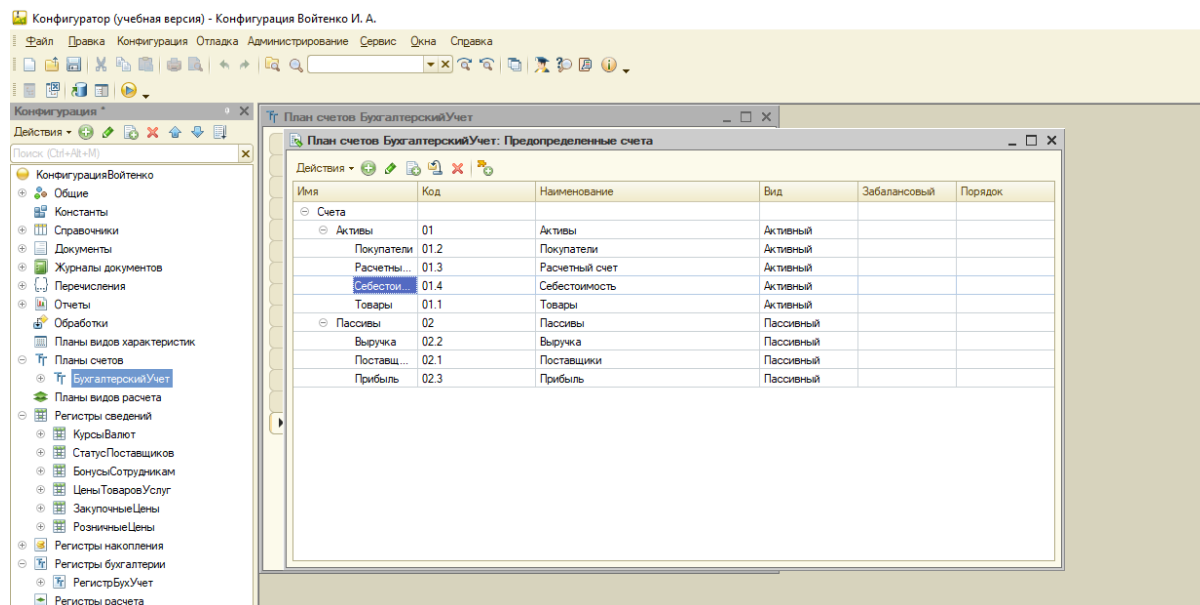 Конфигуратор (учебная версия) - Конфигурация Войтенко И. А.
Файл Правка Конфигурация Отладка Администрирование Сервис Окна Справка
Конфигурация *
Действия
Поиск (Ctrl+Alt+M)
КонфигурацияВойтенко
Общие
Константы
Справочники
Документы
Журналы документов
Перечисления
Отчеты
Обработки
Планы видов характеристик
Планы счетов
БухгалтерскийУчет
Планы видов расчета
Регистры сведений
КурсыВалют
СтатусПоставщиков
БонусыСотрудникам
ЦеныТоваровУслуг
ЗакупочныеЦены
РозничныеЦены
Регистры накопления
Регистры бухгалтерии
РегистрБухУчет
Регистры расчета
План счетов БухгалтерскийУчет
План счетов БухгалтерскийУчет: Предопределенные счета
Действия
Имя Код Наименование Вид Забалансовый Порядок
Счета
Активы 01 Активы Активный
Покупатели 01.2 Покупатели Активный
Расчетны... 01.3 Расчетный счет Активный
Себестои... 01.4 Себестоимость Активный
Товары 01.1 Товары Активный
Пассивы 02 Пассивы Пассивный
Выручка 02.2 Выручка Пассивный
Поставщ... 02.1 Поставщики Пассивный
Прибыль 02.3 Прибыль Пассивный